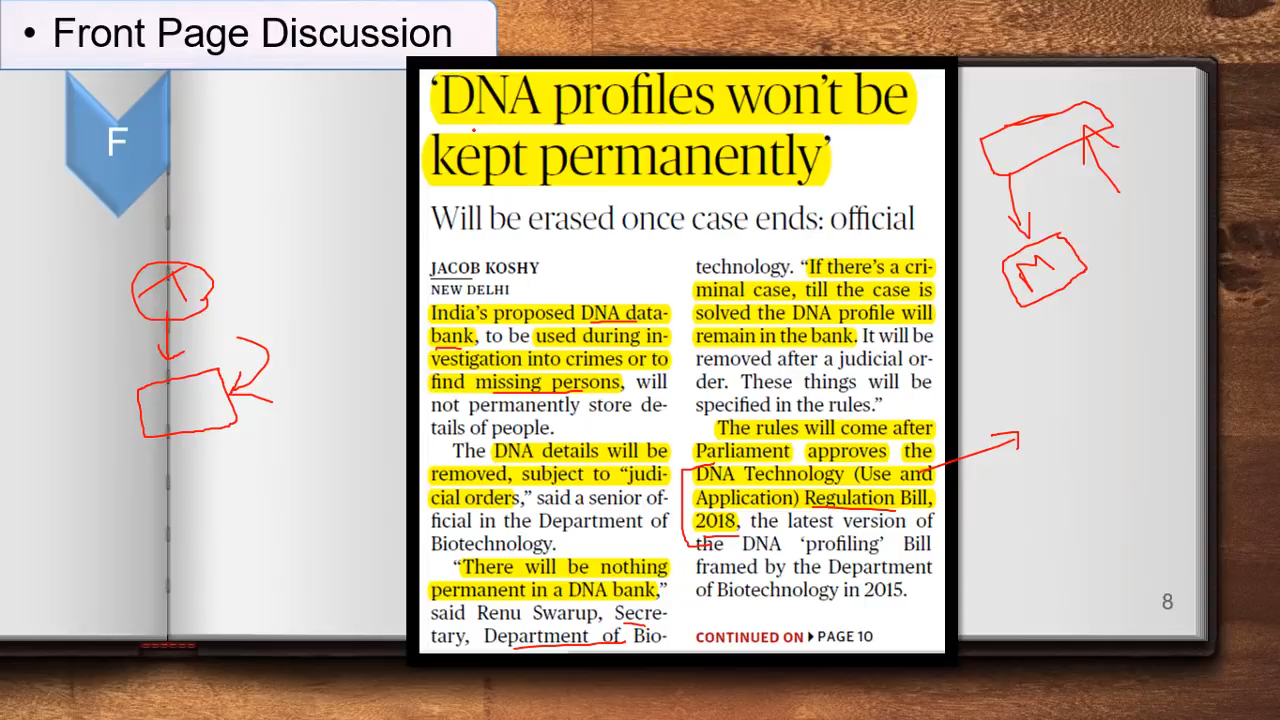 • Front Page Discussion
F
‘DNA profiles won’t be
kept permanently’
Will be erased once case ends: official
JACOB KOSHY
NEW DELHI
India’s proposed DNA data-
bank, to be used during in-
vestigation into crimes or to
find missing persons, will
not permanently store de-
tails of people.
The DNA details will be
removed, subject to “judi-
cial orders,” said a senior of-
ficial in the Department of
Biotechnology.
“There will be nothing
permanent in a DNA bank,”
said Renu Swarup, Secre-
tary, Department of Bio-
technology. “If there’s a cri-
minal case, till the case is
solved the DNA profile will
remain in the bank. It will be
removed after a judicial or-
der. These things will be
specified in the rules.”
The rules will come after
Parliament approves the
DNA Technology (Use and
Application) Regulation Bill,
2018, the latest version of
the DNA ‘profiling’ Bill
framed by the Department
of Biotechnology in 2015.
CONTINUED ON ▶ PAGE 10
M
8